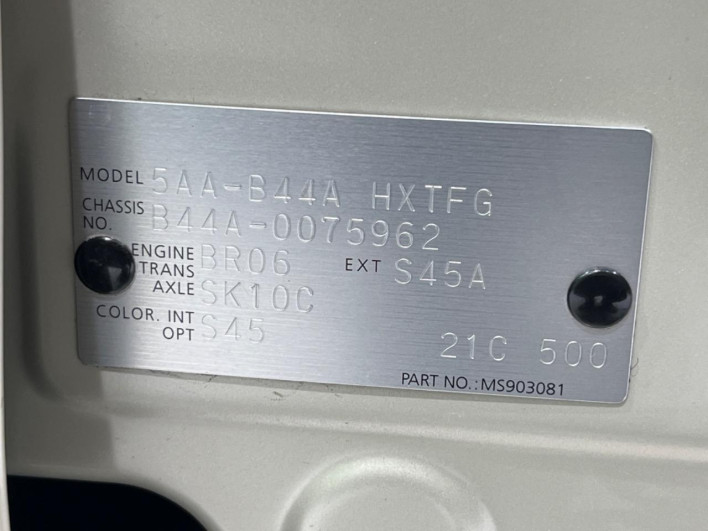 MODEL 5AA-B44A HXTFG
CHASSIS NO. B44A-0075962
ENGINE BR06 EXT S45A
TRANS AXLE SK10C
COLOR. INT S45
OPT 21C 500
PART NO.: MS903081